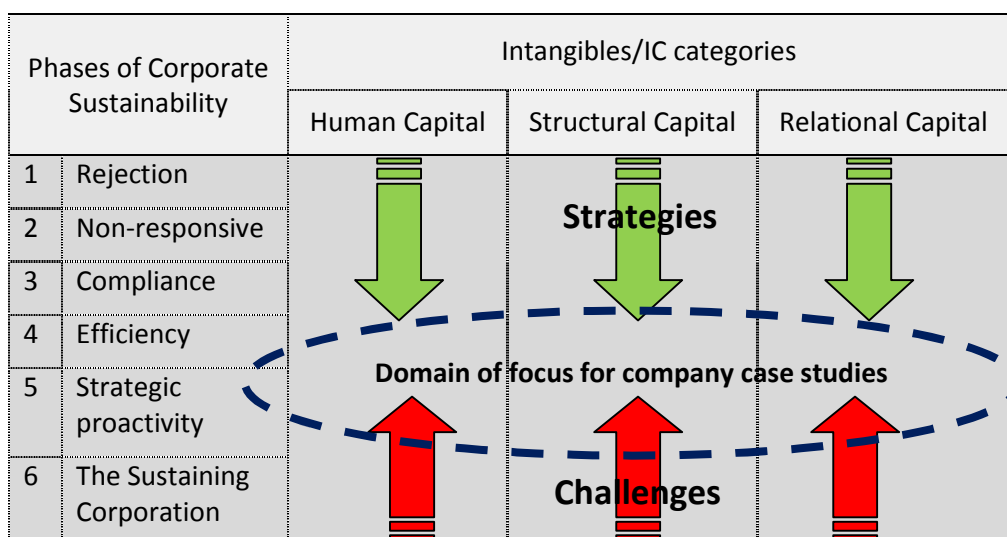 Phases of Corporate
Sustainability
Intangibles/IC categories
Human Capital
Structural Capital
Relational Capital
1 Rejection
2 Non-responsive
3 Compliance
4 Efficiency
5 Strategic
proactivity
6 The Sustaining
Corporation
Strategies
Domain of focus for company case studies
Challenges